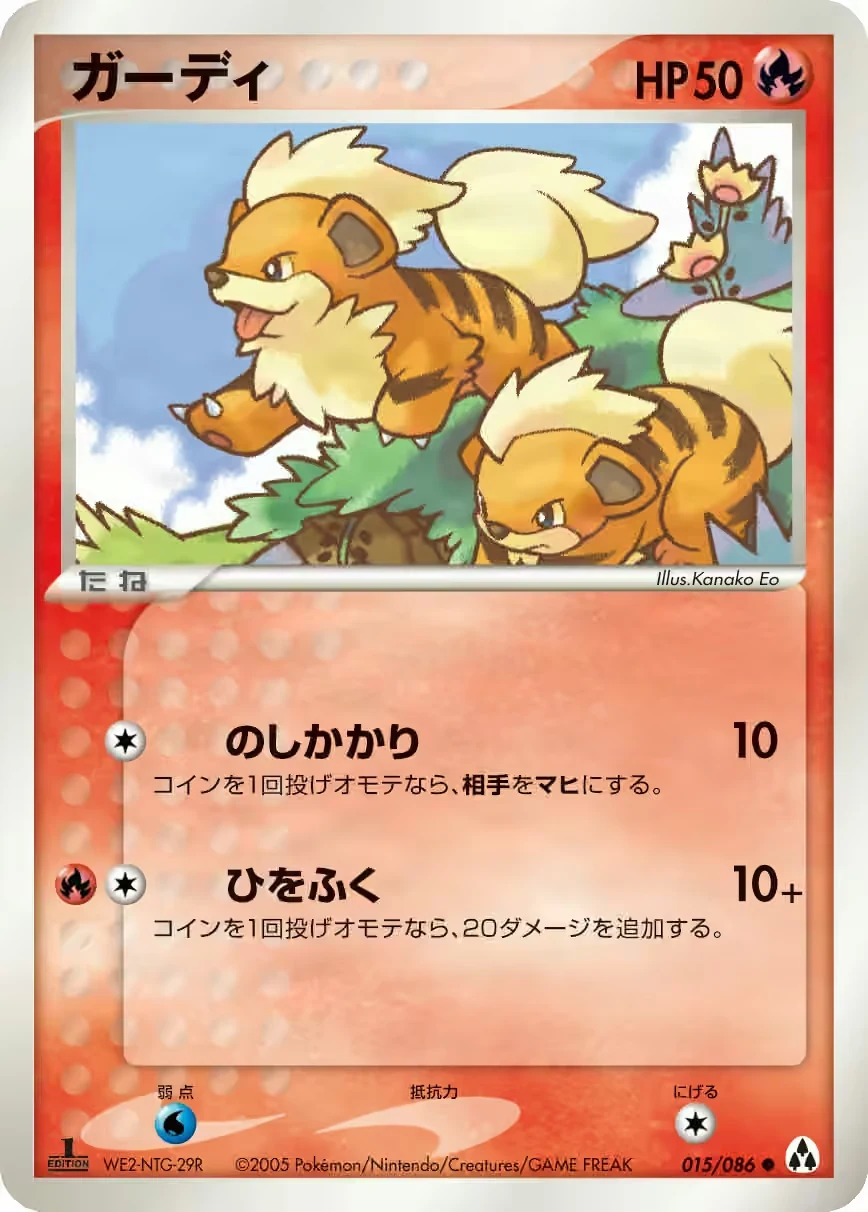 ガーディ HP50
たね Illus.Kanako Eo
のしかかり 10
コインを1回投げオモテなら、相手をマヒにする。
ひをふく 10+
コインを1回投げオモテなら、20ダメージを追加する。
弱点 抵抗力 にげる
1 EDITION WE2-NTG-29R ©2005 Pokémon/Nintendo/Creatures/GAME FREAK 015/086